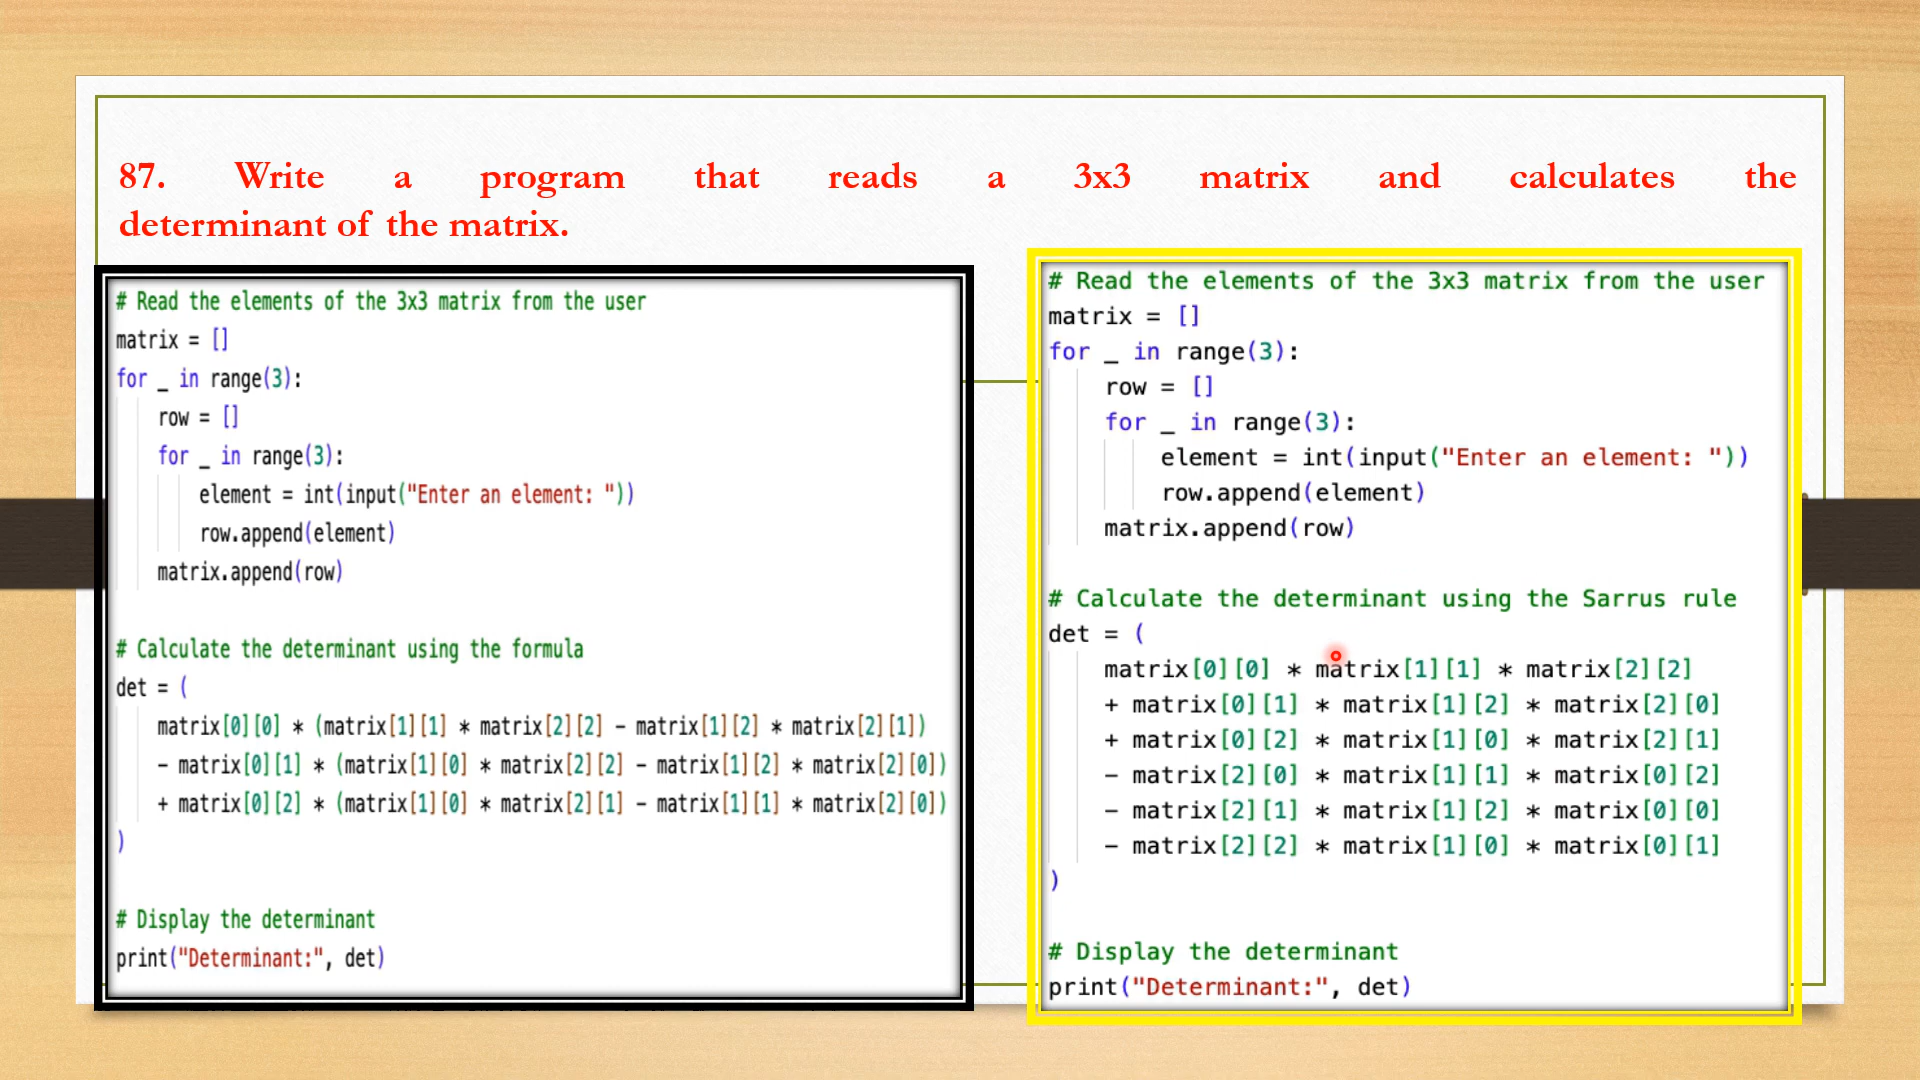 87. Write a program that reads a 3x3 matrix and calculates the
determinant of the matrix.
# Read the elements of the 3x3 matrix from the user
matrix = []
for _ in range(3):
    row = []
    for _ in range(3):
        element = int(input("Enter an element: "))
        row.append(element)
    matrix.append(row)
# Calculate the determinant using the formula
det = (
    matrix[0][0] * (matrix[1][1] * matrix[2][2] - matrix[1][2] * matrix[2][1])
    - matrix[0][1] * (matrix[1][0] * matrix[2][2] - matrix[1][2] * matrix[2][0])
    + matrix[0][2] * (matrix[1][0] * matrix[2][1] - matrix[1][1] * matrix[2][0])
)
# Display the determinant
print("Determinant:", det)
# Read the elements of the 3x3 matrix from the user
matrix = []
for _ in range(3):
    row = []
    for _ in range(3):
        element = int(input("Enter an element: "))
        row.append(element)
    matrix.append(row)
# Calculate the determinant using the Sarrus rule
det = (
    matrix[0][0] * matrix[1][1] * matrix[2][2]
    + matrix[0][1] * matrix[1][2] * matrix[2][0]
    + matrix[0][2] * matrix[1][0] * matrix[2][1]
    - matrix[2][0] * matrix[1][1] * matrix[0][2]
    - matrix[2][1] * matrix[1][2] * matrix[0][0]
    - matrix[2][2] * matrix[1][0] * matrix[0][1]
)
# Display the determinant
print("Determinant:", det)